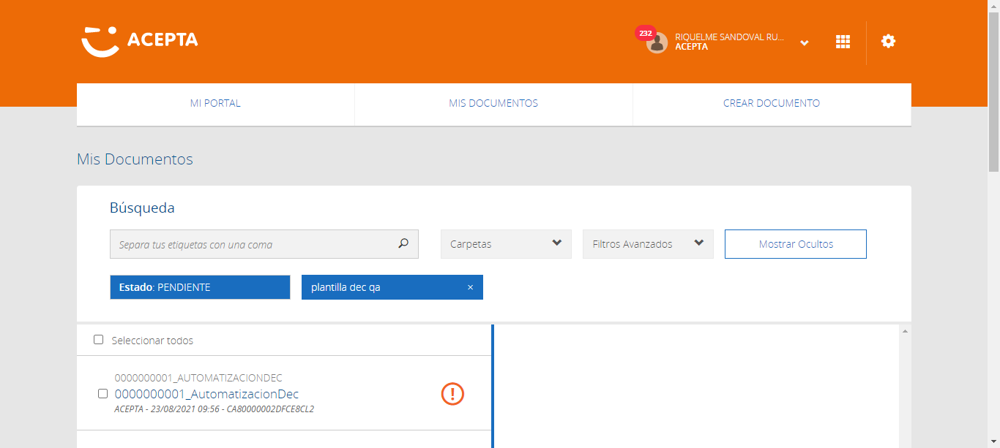 ACEPTA
232
RIQUELME SANDOVAL RU...
ACEPTA
MI PORTAL
MIS DOCUMENTOS
CREAR DOCUMENTO
Mis Documentos
Búsqueda
Separa tus etiquetas con una coma
Carpetas
Filtros Avanzados
Mostrar Ocultos
Estado: PENDIENTE
plantilla dec qa ×
Seleccionar todos
0000000001_AUTOMATIZACIONDEC
0000000001_AutomatizacionDec
ACEPTA - 23/08/2021 09:56 - CA80000002DFCE8CL2